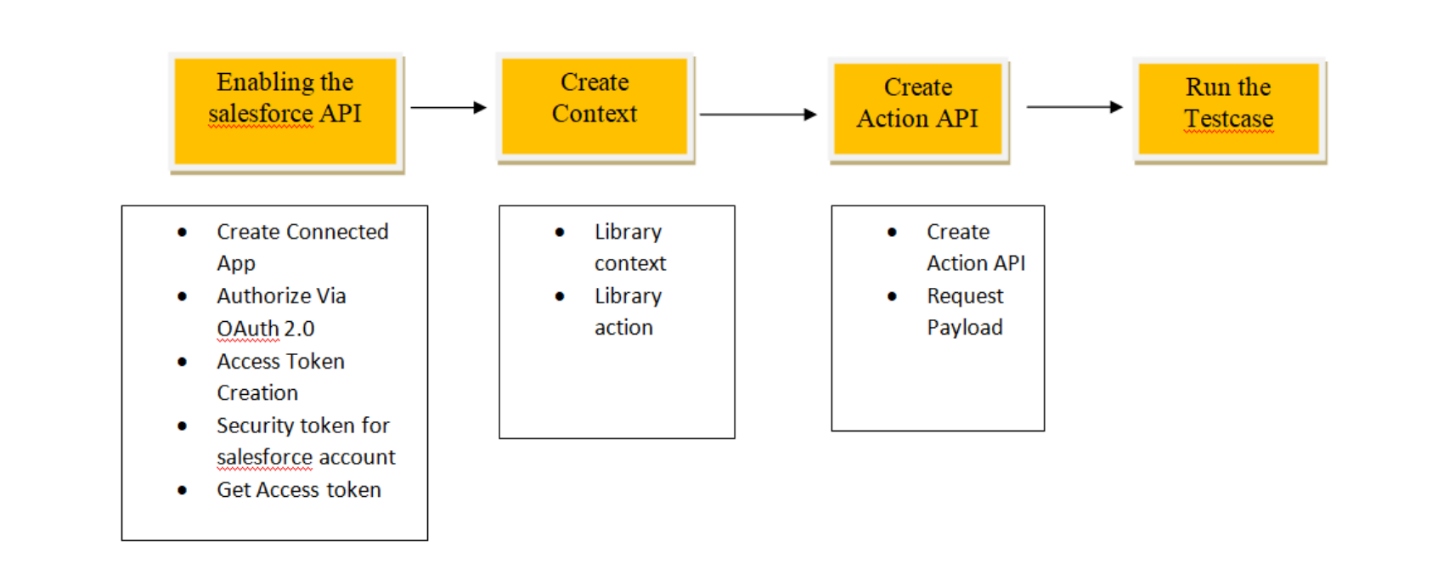 Enabling the
salesforce API
Create
Context
Create
Action API
Run the
Testcase
• Create Connected
App
• Authorize Via
OAuth 2.0
• Access Token
Creation
• Security token for
salesforce account
• Get Access token
• Library
context
• Library
action
• Create
Action API
• Request
Payload